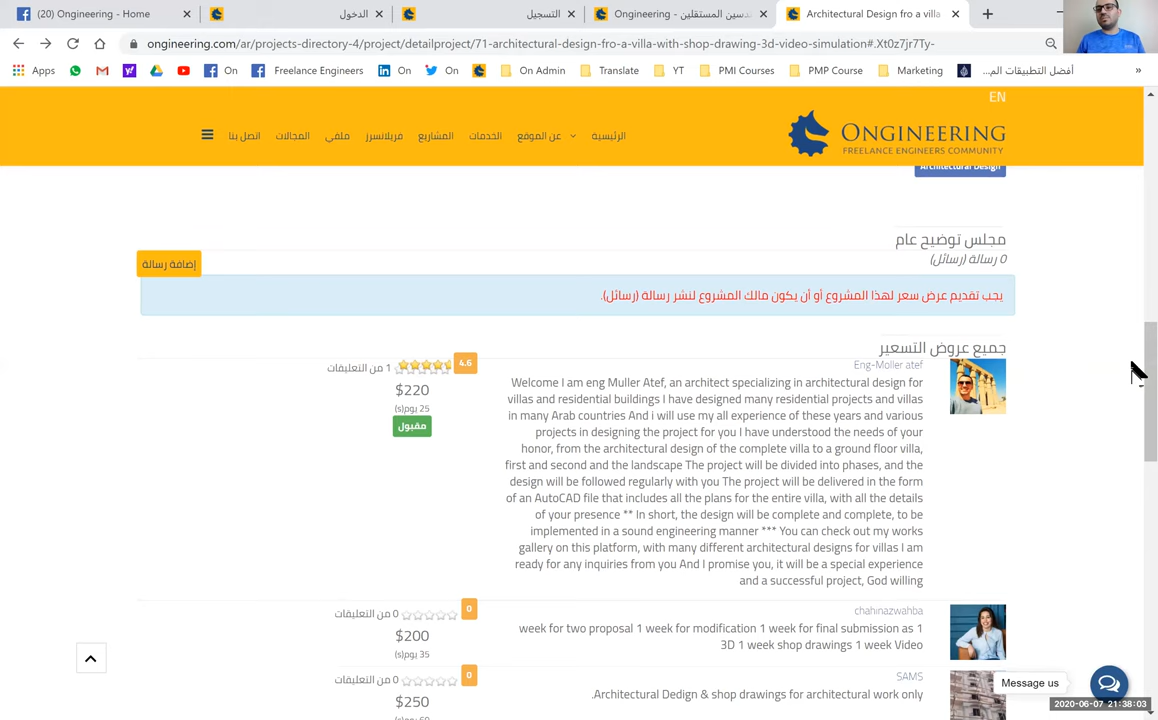 (20) Ongineering - Home
الدخول
التسجيل
دسين المستقلين - Ongineering
Architectural Design fro a villa
ongineering.com/ar/projects-directory-4/project/detailproject/71-architectural-design-fro-a-villa-with-shop-drawing-3d-video-simulation#.Xt0z7jr7Ty-
Apps On Freelance Engineers On On On Admin Translate YT PMI Courses PMP Course Marketing أفضل التطبيقات الم...
EN
ONGINEERING
FREELANCE ENGINEERS COMMUNITY
الرئيسية عن الموقع الخدمات المشاريع فريلانسرز ملفي المجالات اتصل بنا
Architectural Design
مجلس توضيح عام
0 رسالة (رسائل)
إضافة رسالة
يجب تقديم عرض سعر لهذا المشروع أو أن يكون مالك المشروع لنشر رسالة (رسائل).
جميع عروض التسعير
Eng-Moller atef
Welcome I am eng Muller Atef, an architect specializing in architectural design for
villas and residential buildings I have designed many residential projects and villas
in many Arab countries And i will use my all experience of these years and various
projects in designing the project for you I have understood the needs of your
honor, from the architectural design of the complete villa to a ground floor villa,
first and second and the landscape The project will be divided into phases, and the
design will be followed regularly with you The project will be delivered in the form
of an AutoCAD file that includes all the plans for the entire villa, with all the details
of your presence ** In short, the design will be complete and complete, to be
implemented in a sound engineering manner *** You can check out my works
gallery on this platform, with many different architectural designs for villas I am
ready for any inquiries from you And I promise you, it will be a special experience
and a successful project, God willing
4.6
1 من التعليقات
$220
25 يوم(s)
مقبول
chahinazwahba
week for two proposal 1 week for modification 1 week for final submission as 1
3D 1 week shop drawings 1 week Video
0
0 من التعليقات
$200
35 يوم(s)
SAMS
.Architectural Dedign & shop drawings for architectural work only
0
0 من التعليقات
$250
Message us
2020-06-07 21:38:03